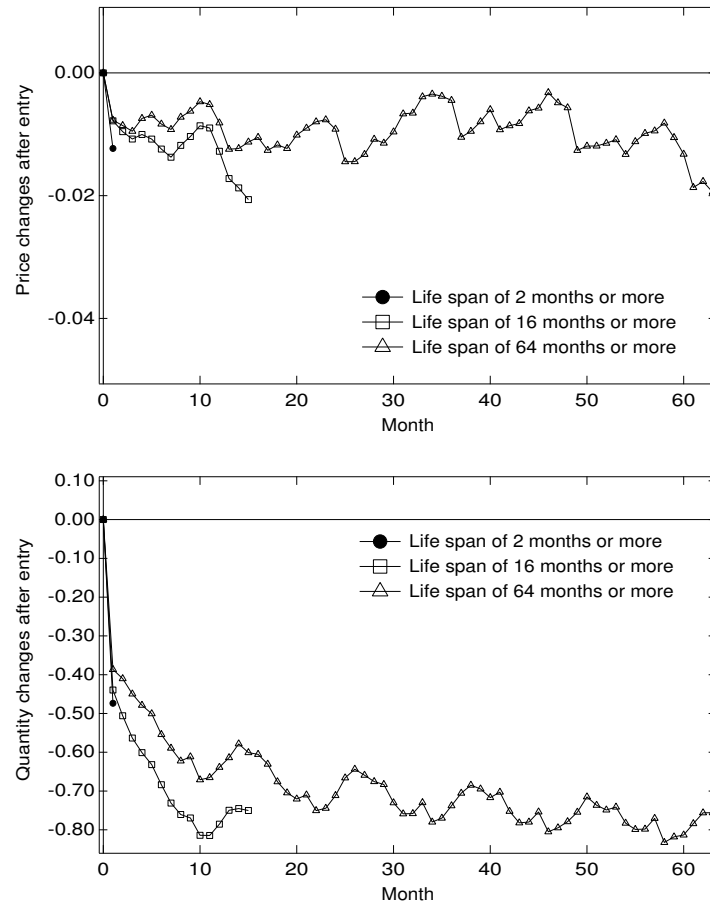 Price changes after entry
0.00
-0.02
-0.04
Life span of 2 months or more
Life span of 16 months or more
Life span of 64 months or more
0 10 20 30 40 50 60
Month
Quantity changes after entry
0.10
0.00
-0.10
-0.20
-0.30
-0.40
-0.50
-0.60
-0.70
-0.80
Life span of 2 months or more
Life span of 16 months or more
Life span of 64 months or more
0 10 20 30 40 50 60
Month